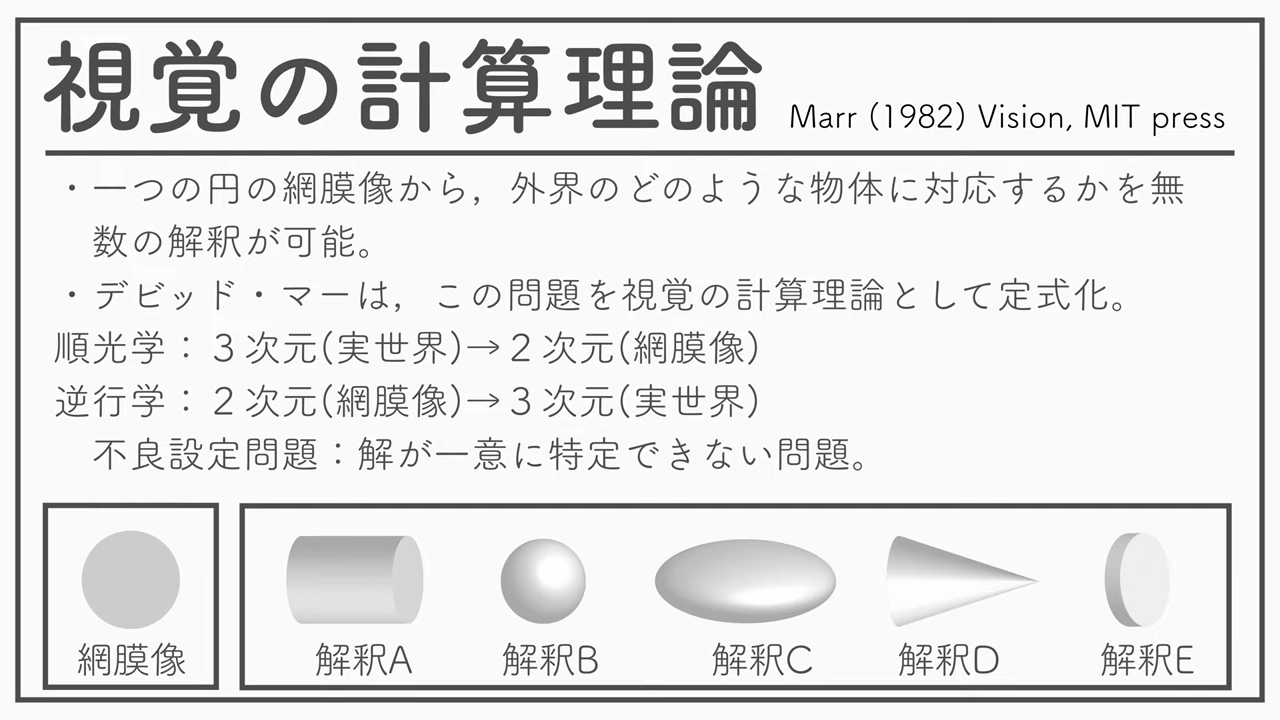 視覚の計算理論 Marr (1982) Vision, MIT press
・一つの円の網膜像から，外界のどのような物体に対応するかを無
数の解釈が可能。
・デビッド・マーは，この問題を視覚の計算理論として定式化。
順光学：３次元(実世界)→２次元(網膜像)
逆行学：２次元(網膜像)→３次元(実世界)
不良設定問題：解が一意に特定できない問題。
網膜像 解釈A 解釈B 解釈C 解釈D 解釈E